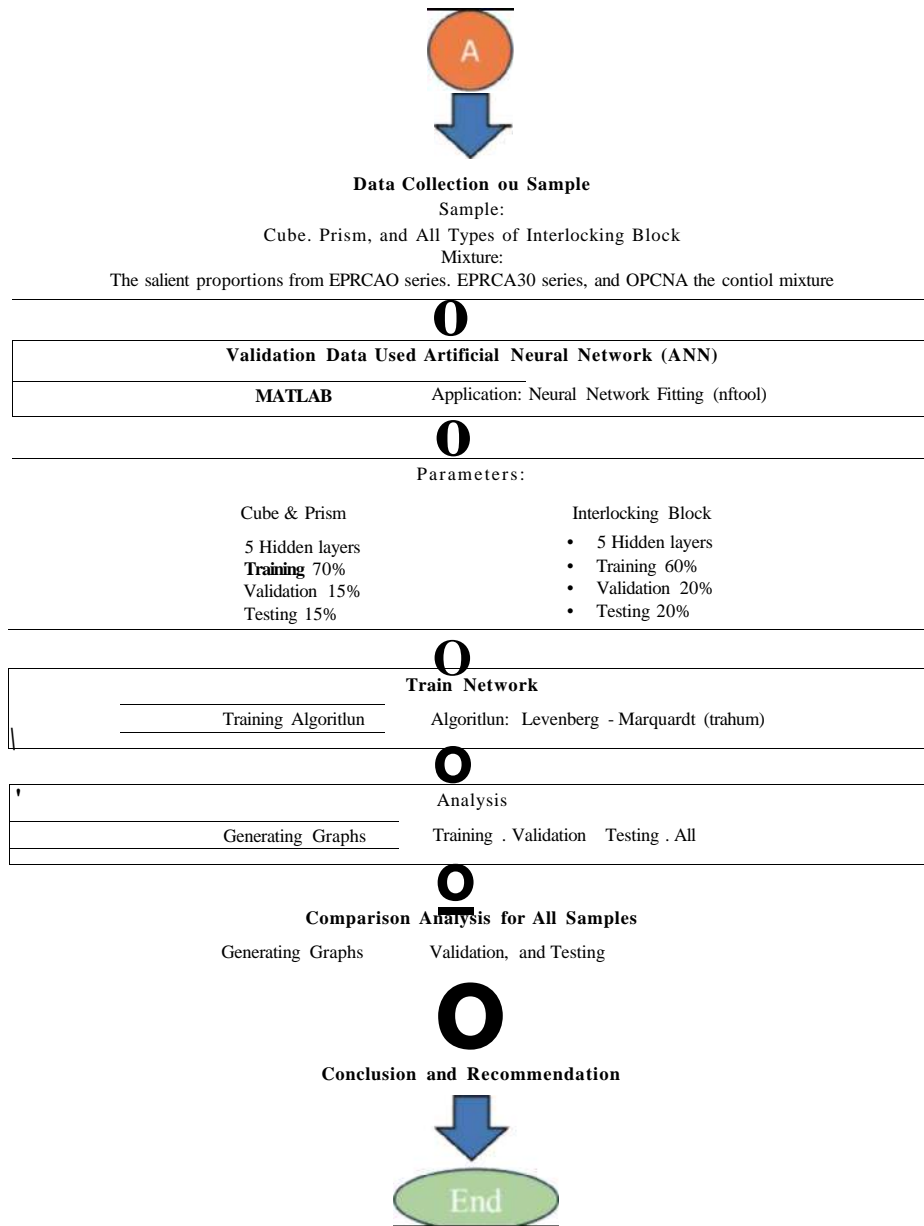 A
Data Collection ou Sample
Sample:
Cube. Prism, and All Types of Interlocking Block
Mixture:
The salient proportions from EPRCAO series. EPRCA30 series, and OPCNA the contiol mixture
O
Validation Data Used Artificial Neural Network (ANN)
MATLAB Application: Neural Network Fitting (nftool)
O
Parameters:
Cube & Prism Interlocking Block
5 Hidden layers • 5 Hidden layers
Training 70% • Training 60%
Validation 15% • Validation 20%
Testing 15% • Testing 20%
O
Train Network
Training Algoritlun Algoritlun: Levenberg - Marquardt (trahum)
\
O
' Analysis
Generating Graphs Training . Validation Testing . All
O
Comparison Analysis for All Samples
Generating Graphs Validation, and Testing
O
Conclusion and Recommendation
End